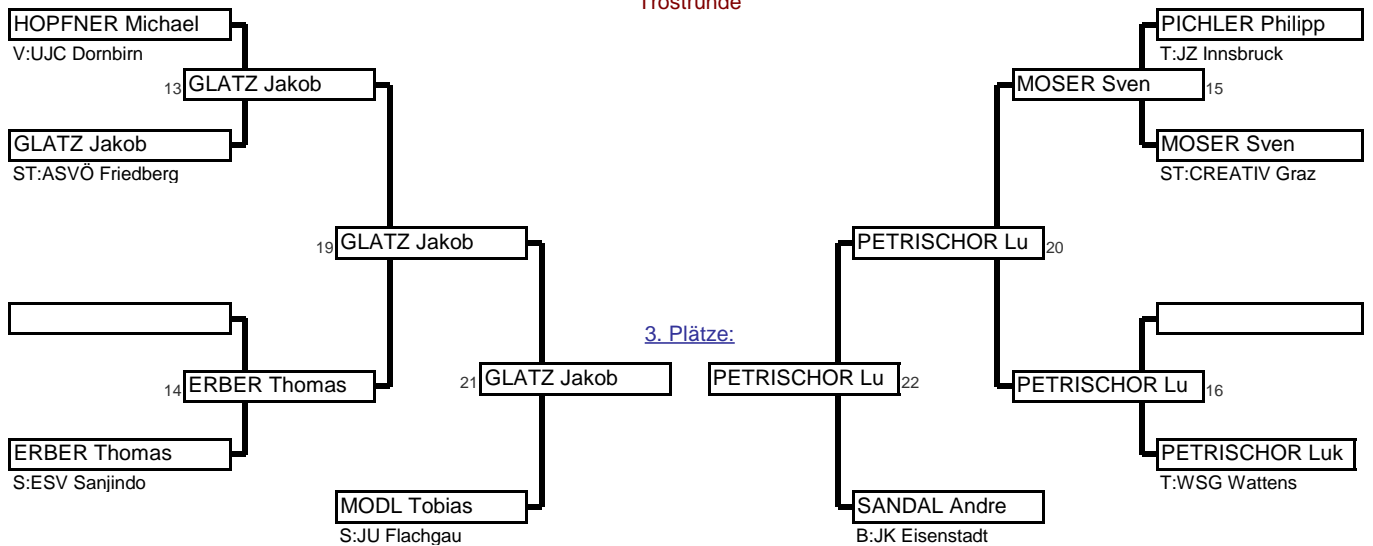 Trostrunde
HOPFNER Michael
V:UJC Dornbirn
13 GLATZ Jakob
GLATZ Jakob
ST:ASVÖ Friedberg
19 GLATZ Jakob
14 ERBER Thomas
ERBER Thomas
S:ESV Sanjindo
21 GLATZ Jakob
MODL Tobias
S:JU Flachgau
3. Plätze:
PICHLER Philipp
T:JZ Innsbruck
MOSER Sven 15
MOSER Sven
ST:CREATIV Graz
PETRISCHOR Lu 20
PETRISCHOR Lu 22
PETRISCHOR Lu 16
PETRISCHOR Luk
T:WSG Wattens
SANDAL Andre
B:JK Eisenstadt